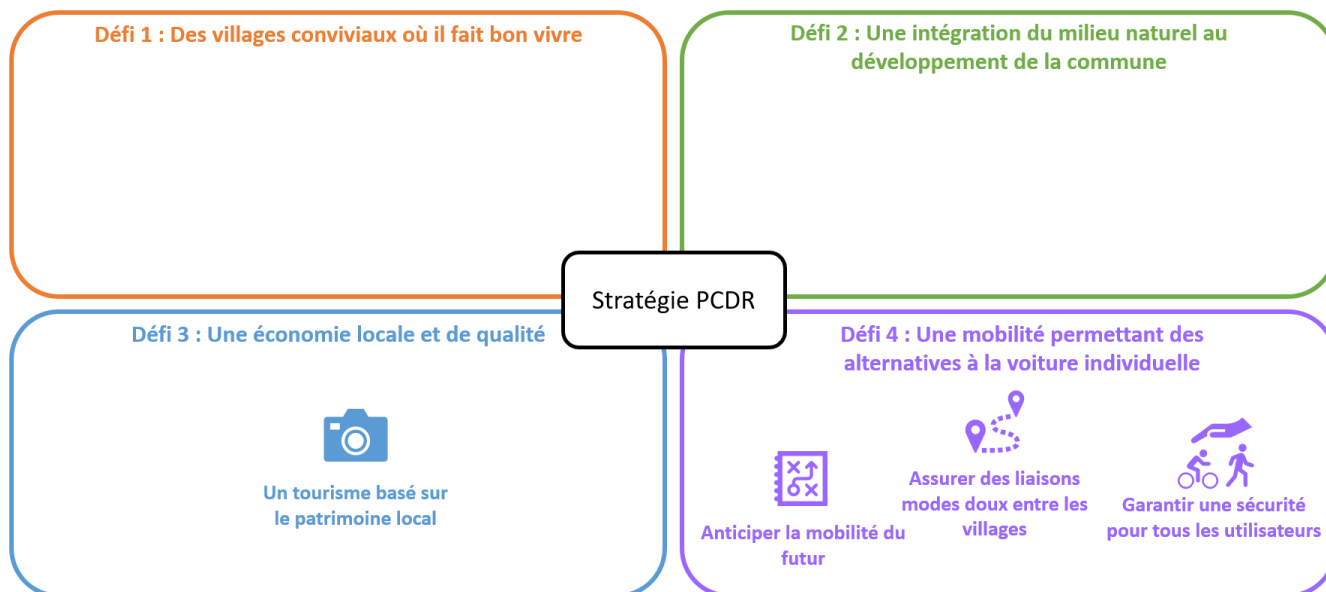 Défi 1 : Des villages conviviaux où il fait bon vivre
Défi 2 : Une intégration du milieu naturel au
développement de la commune
Stratégie PCDR
Défi 3 : Une économie locale et de qualité
Un tourisme basé sur
le patrimoine local
Défi 4 : Une mobilité permettant des
alternatives à la voiture individuelle
Anticiper la mobilité du
futur
Assurer des liaisons
modes doux entre les
villages
Garantir une sécurité
pour tous les utilisateurs